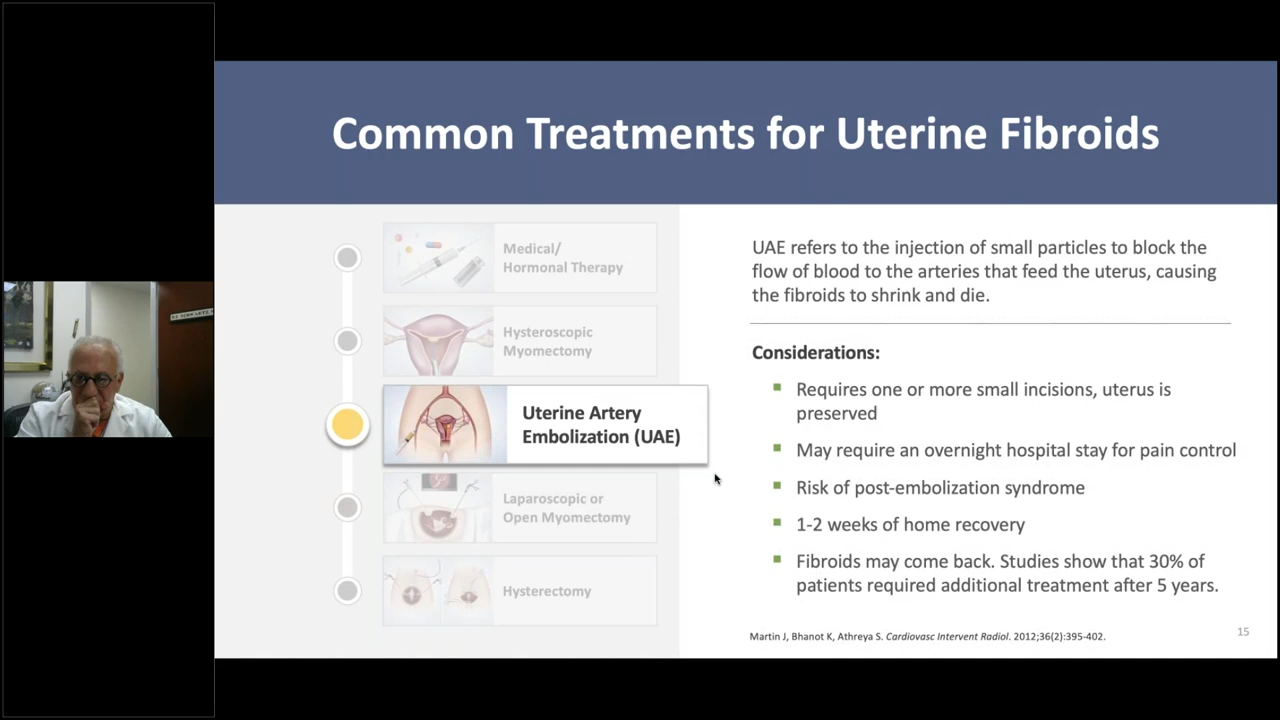 Common Treatments for Uterine Fibroids
Medical/
Hormonal Therapy
Hysteroscopic
Myomectomy
Uterine Artery
Embolization (UAE)
Laparoscopic or
Open Myomectomy
Hysterectomy
UAE refers to the injection of small particles to block the
flow of blood to the arteries that feed the uterus, causing
the fibroids to shrink and die.
Considerations:
Requires one or more small incisions, uterus is
preserved
May require an overnight hospital stay for pain control
Risk of post-embolization syndrome
1-2 weeks of home recovery
Fibroids may come back. Studies show that 30% of
patients required additional treatment after 5 years.
Martin J, Bhanot K, Athreya S. Cardiovasc Intervent Radiol. 2012;36(2):395-402.
15